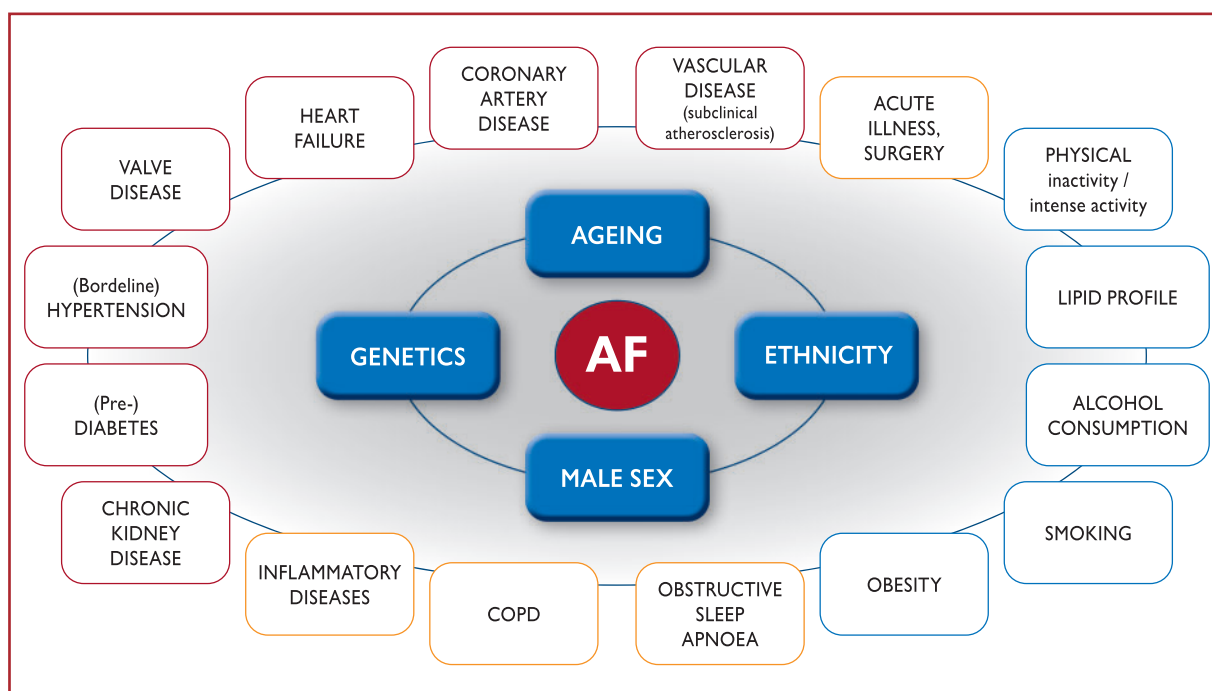 CORONARY
ARTERY
DISEASE
VASCULAR
DISEASE
(subclinical
atherosclerosis)
HEART
FAILURE
ACUTE
ILLNESS,
SURGERY
VALVE
DISEASE
PHYSICAL
inactivity /
intense activity
AGEING
(Bordeline)
HYPERTENSION
LIPID PROFILE
GENETICS
AF
ETHNICITY
(Pre-)
DIABETES
ALCOHOL
CONSUMPTION
MALE SEX
CHRONIC
KIDNEY
DISEASE
SMOKING
INFLAMMATORY
DISEASES
COPD
OBSTRUCTIVE
SLEEP
APNOEA
OBESITY